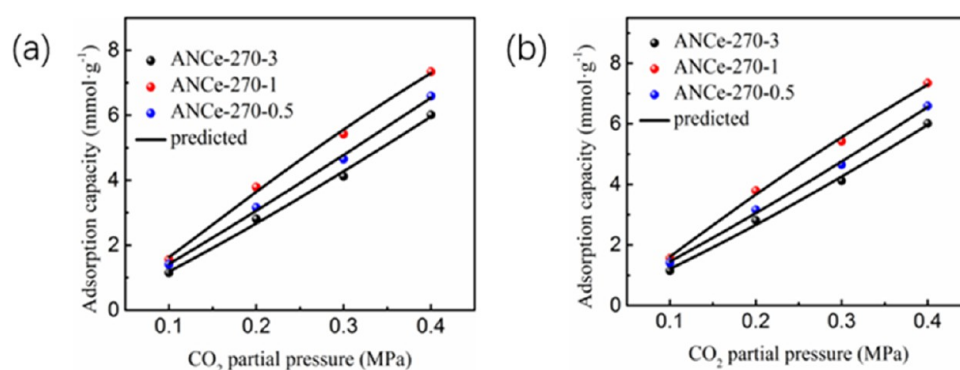 (a)
Adsorption capacity (mmol·g⁻¹)
8
6
4
2
0
ANCe-270-3
ANCe-270-1
ANCe-270-0.5
predicted
0.1 0.2 0.3 0.4
CO₂ partial pressure (MPa)
(b)
Adsorption capacity (mmol·g⁻¹)
8
6
4
2
0
ANCe-270-3
ANCe-270-1
ANCe-270-0.5
predicted
0.1 0.2 0.3 0.4
CO₂ partial pressure (MPa)